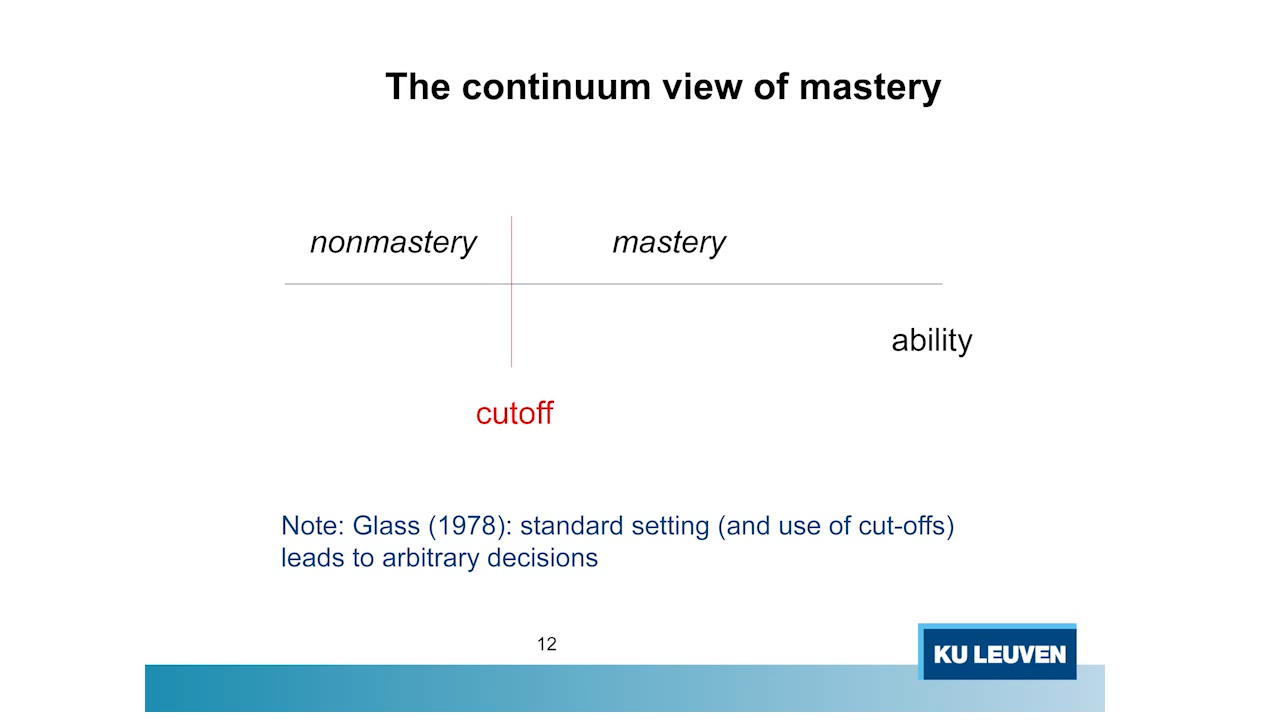 The continuum view of mastery
nonmastery
mastery
ability
cutoff
Note: Glass (1978): standard setting (and use of cut-offs)
leads to arbitrary decisions
12
KU LEUVEN